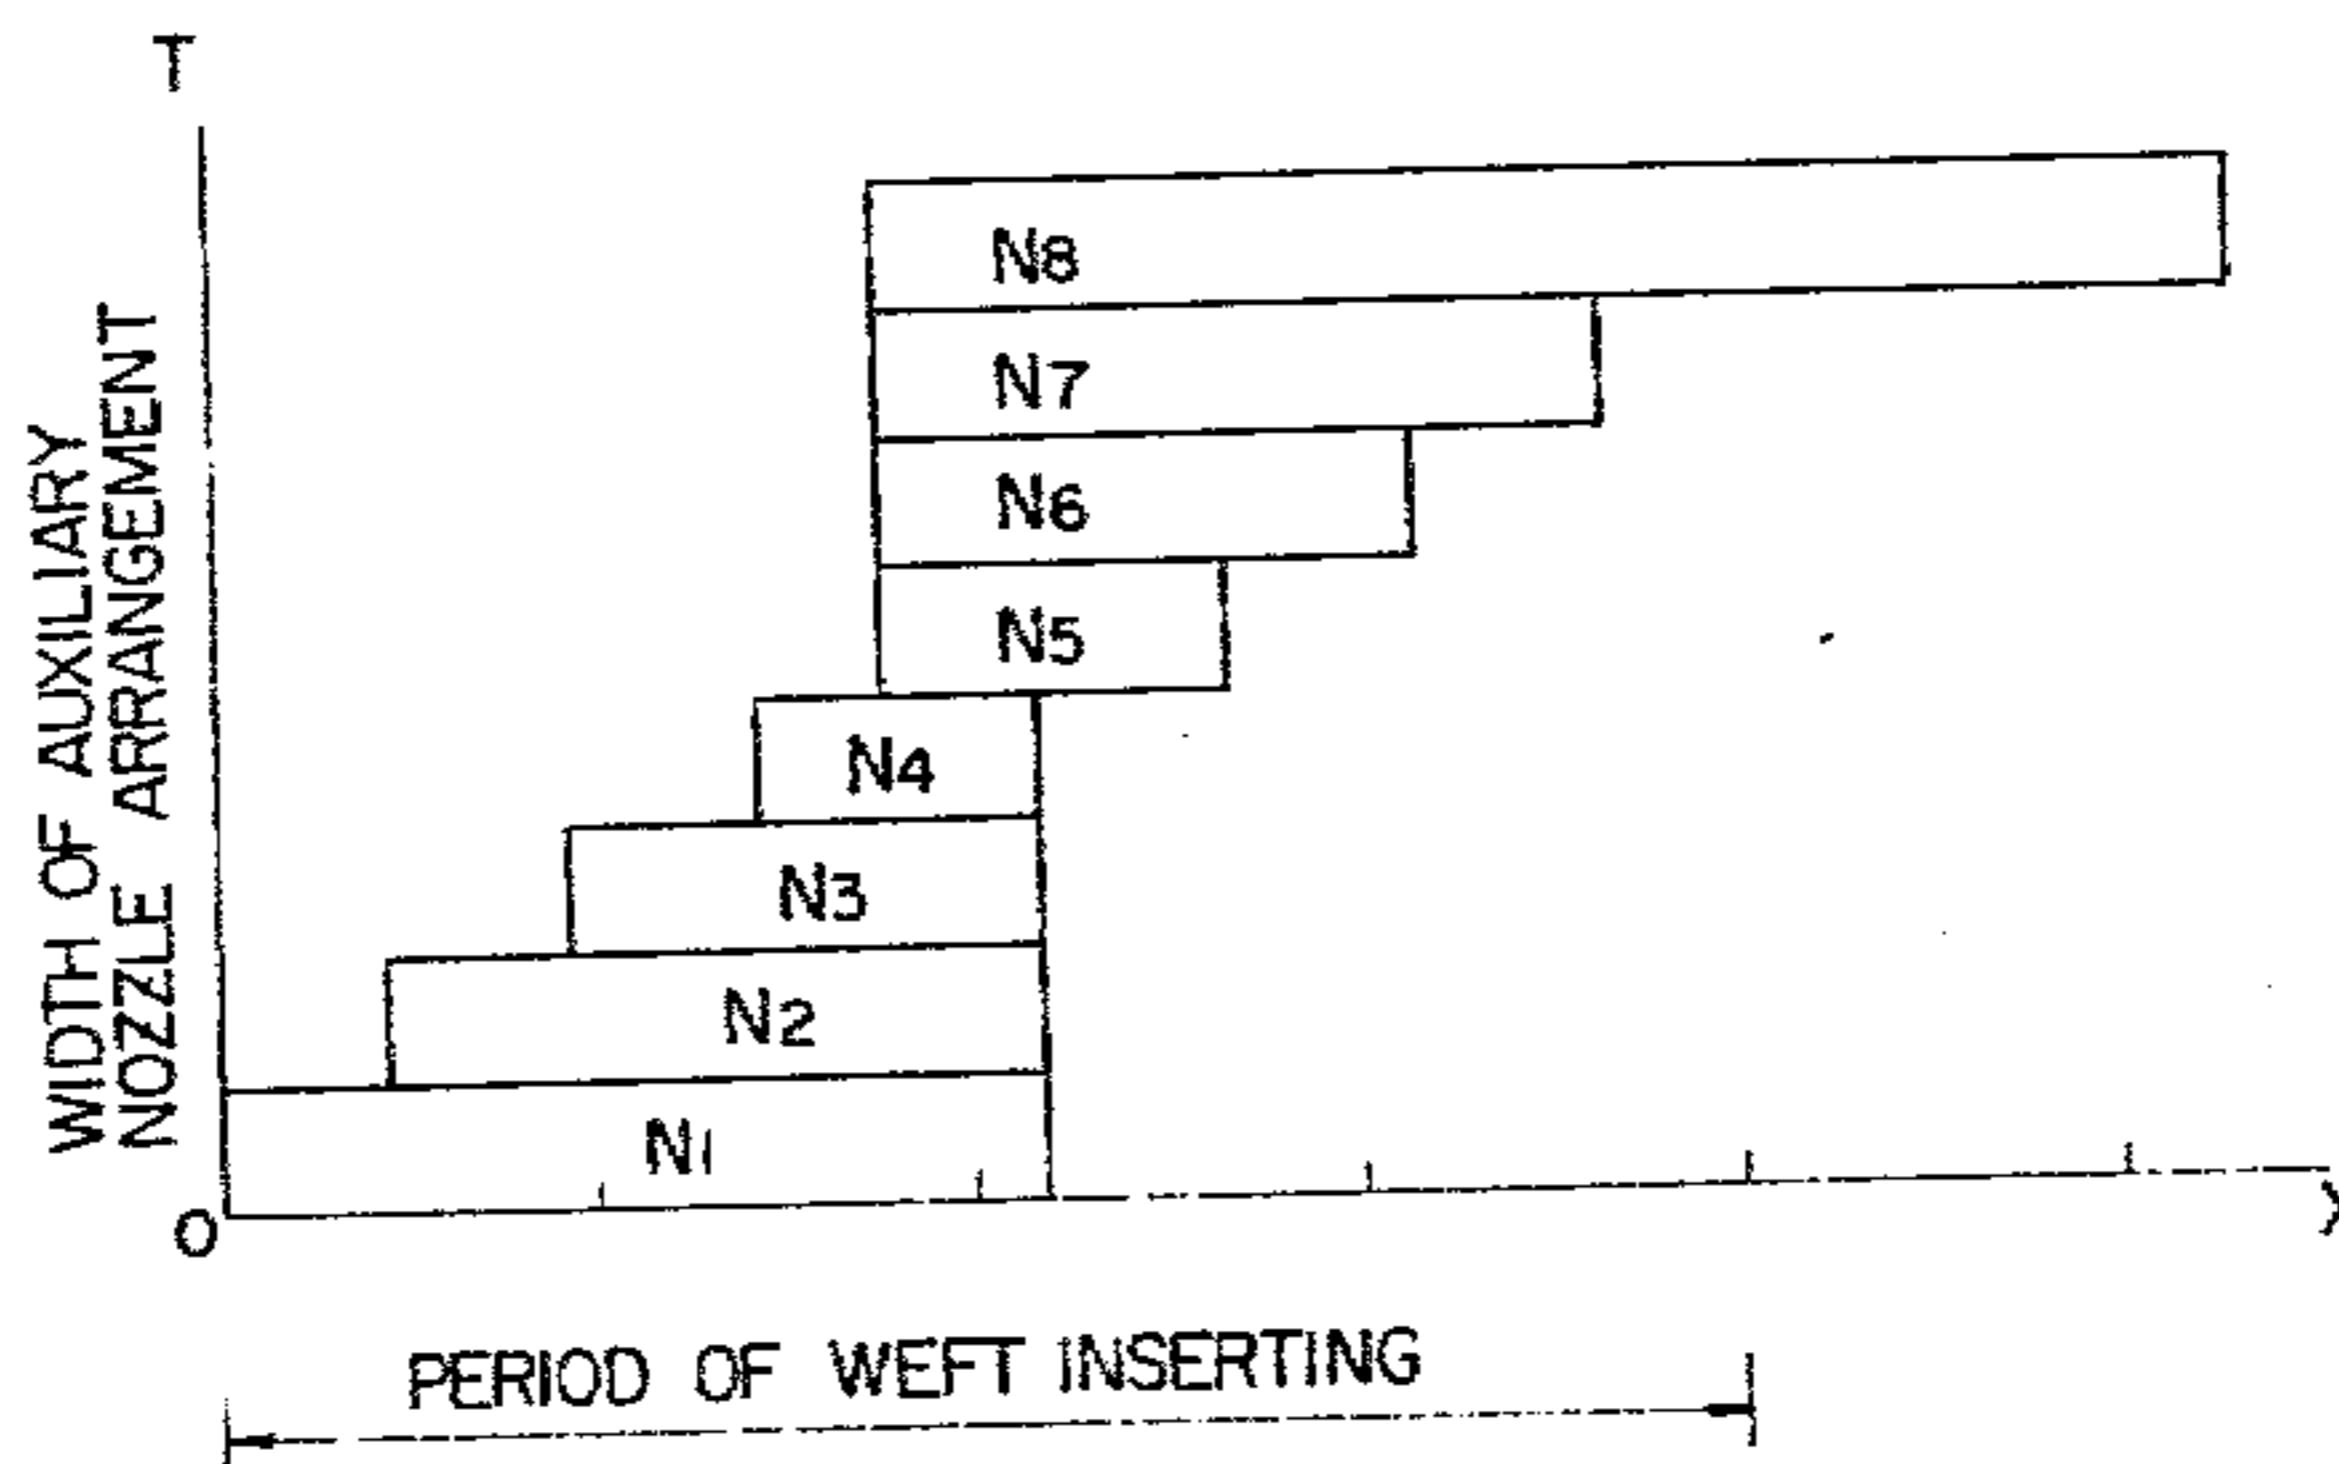 T
WIDTH OF AUXILIARY
NOZZLE ARRANGEMENT
N8
N7
N6
N5
N4
N3
N2
N1
O
PERIOD OF WEFT INSERTING